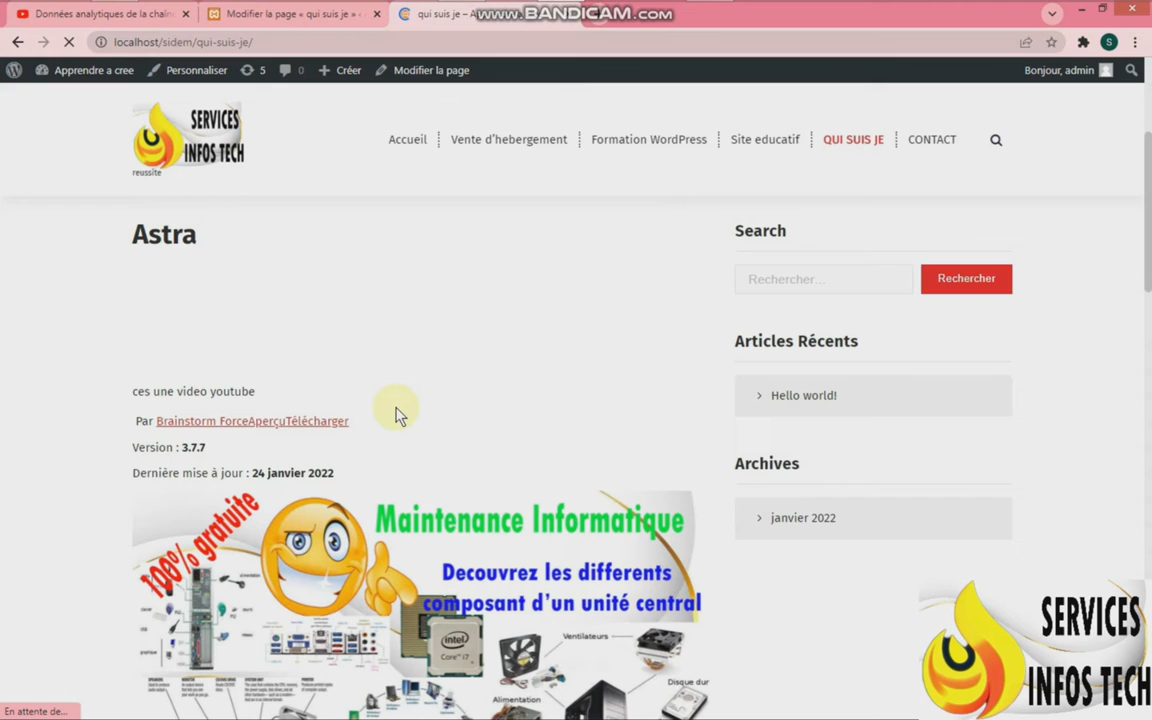 Données analytiques de la chaîn
Modifier la page « qui suis je » ‹
qui suis je – A
www.BANDICAM.com
localhost/sidem/qui-suis-je/
S
Apprendre a cree
Personnaliser
5
0
Créer
Modifier la page
Bonjour, admin
SERVICES
INFOS TECH
reussite
Accueil
Vente d'hebergement
Formation WordPress
Site educatif
QUI SUIS JE
CONTACT
Astra
ces une video youtube
Par Brainstorm ForceAperçuTélécharger
Version : 3.7.7
Dernière mise à jour : 24 janvier 2022
100% gratuite
Maintenance Informatique
Decouvrez les differents
composant d'un unité central
intel
Core i7
Ventilateurs
Alimentation
Disque dur
Search
Rechercher...
Rechercher
Articles Récents
Hello world!
Archives
janvier 2022
SERVICES
INFOS TECH
En attente de...